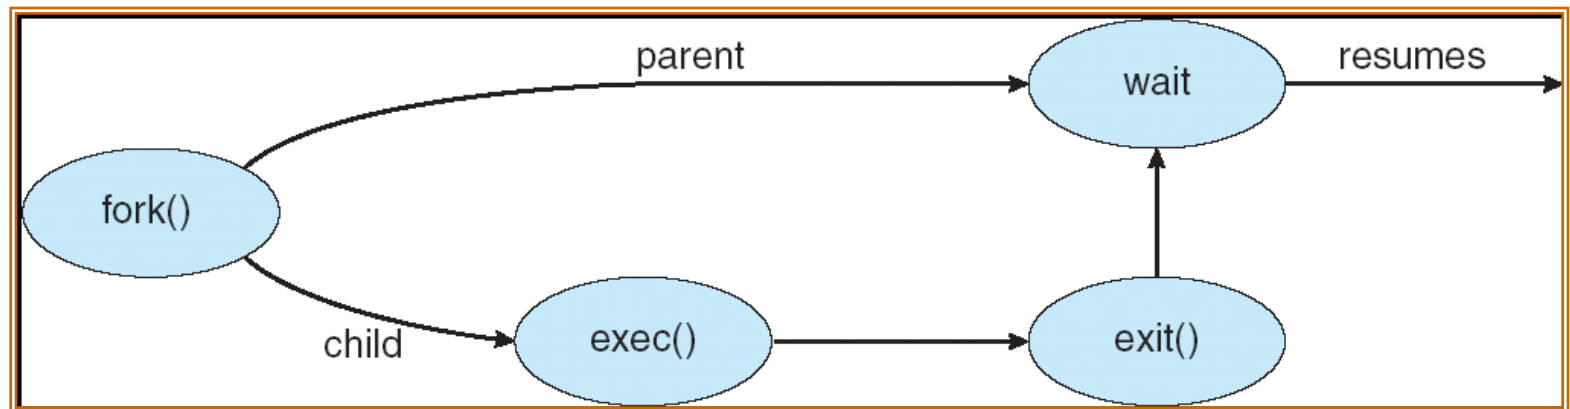 parent
wait
resumes
fork()
child
exec()
exit()